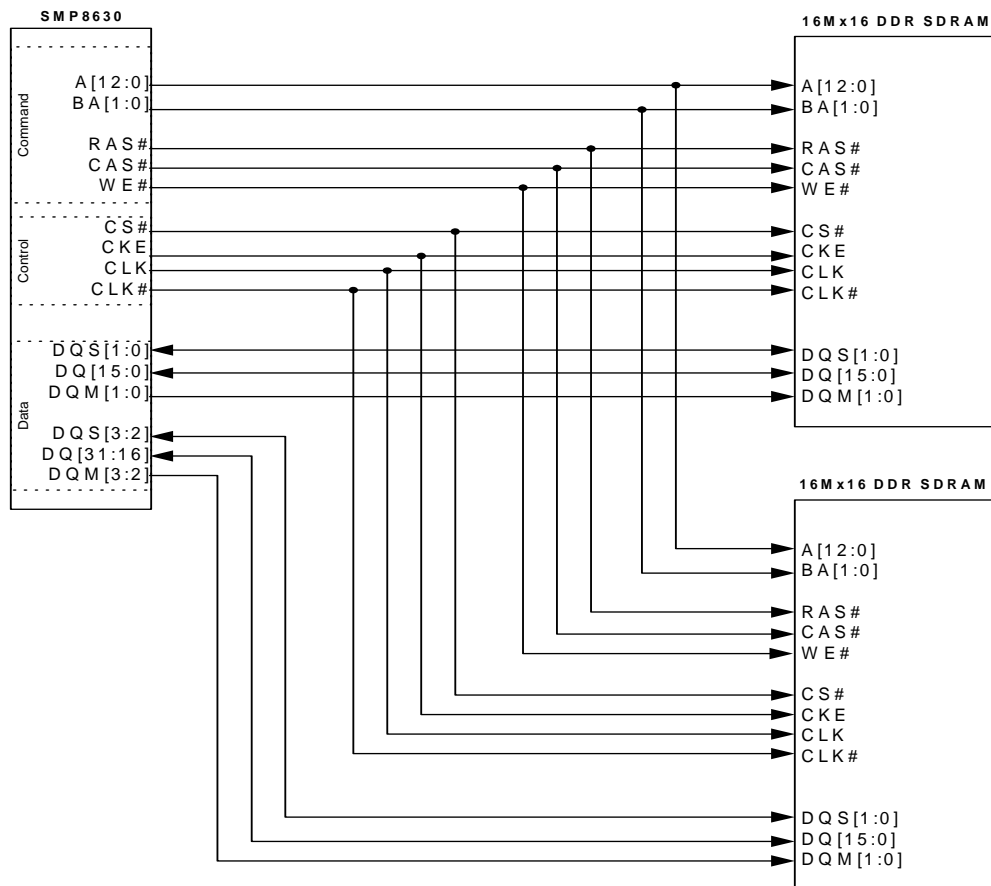 SMP8630
Command
A[12:0]
BA[1:0]
RAS#
CAS#
WE#
Control
CS#
CKE
CLK
CLK#
Data
DQS[1:0]
DQ[15:0]
DQM[1:0]
DQS[3:2]
DQ[31:16]
DQM[3:2]
16Mx16 DDR SDRAM
A[12:0]
BA[1:0]
RAS#
CAS#
WE#
CS#
CKE
CLK
CLK#
DQS[1:0]
DQ[15:0]
DQM[1:0]
16Mx16 DDR SDRAM
A[12:0]
BA[1:0]
RAS#
CAS#
WE#
CS#
CKE
CLK
CLK#
DQS[1:0]
DQ[15:0]
DQM[1:0]